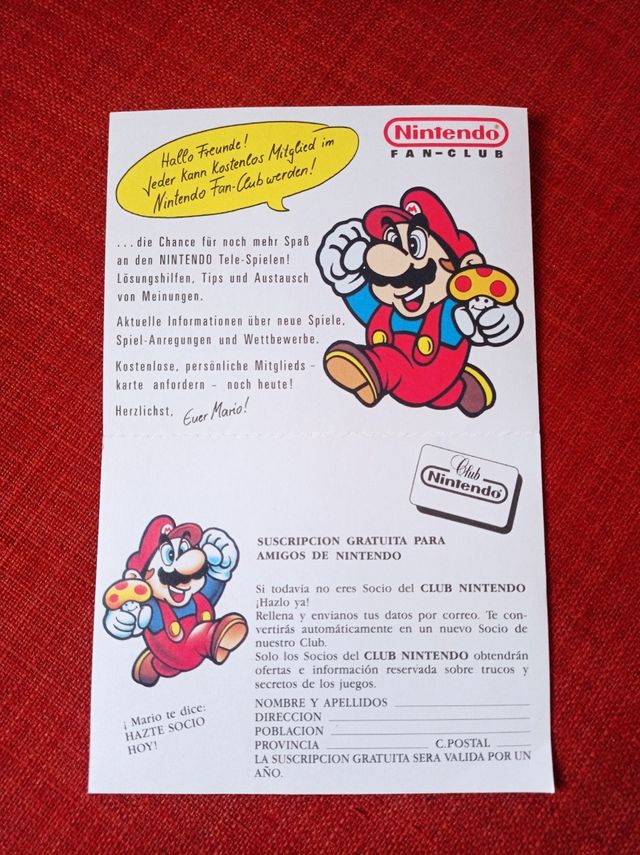 Hallo Freunde!
Jeder kann kostenlos Mitglied im
Nintendo Fan-Club werden!
Nintendo®
FAN-CLUB
...die Chance für noch mehr Spaß
an den NINTENDO Tele-Spielen!
Lösungshilfen, Tips und Austausch
von Meinungen.
Aktuelle Informationen über neue Spiele,
Spiel-Anregungen und Wettbewerbe.
Kostenlose, persönliche Mitglieds-
karte anfordern - noch heute!
Herzlichst, Euer Mario!
M
Club
Nintendo®
M
SUSCRIPCION GRATUITA PARA
AMIGOS DE NINTENDO
Si todavia no eres Socio del CLUB NINTENDO
¡Hazlo ya!
Rellena y envianos tus datos por correo. Te con-
vertirás automáticamente en un nuevo Socio de
nuestro Club.
Solo los Socios del CLUB NINTENDO obtendrán
ofertas e información reservada sobre trucos y
secretos de los juegos.
¡ Mario te dice:
HAZTE SOCIO
HOY!
NOMBRE Y APELLIDOS
DIRECCION
POBLACION
PROVINCIA C.POSTAL
LA SUSCRIPCION GRATUITA SERA VALIDA POR UN
AÑO.